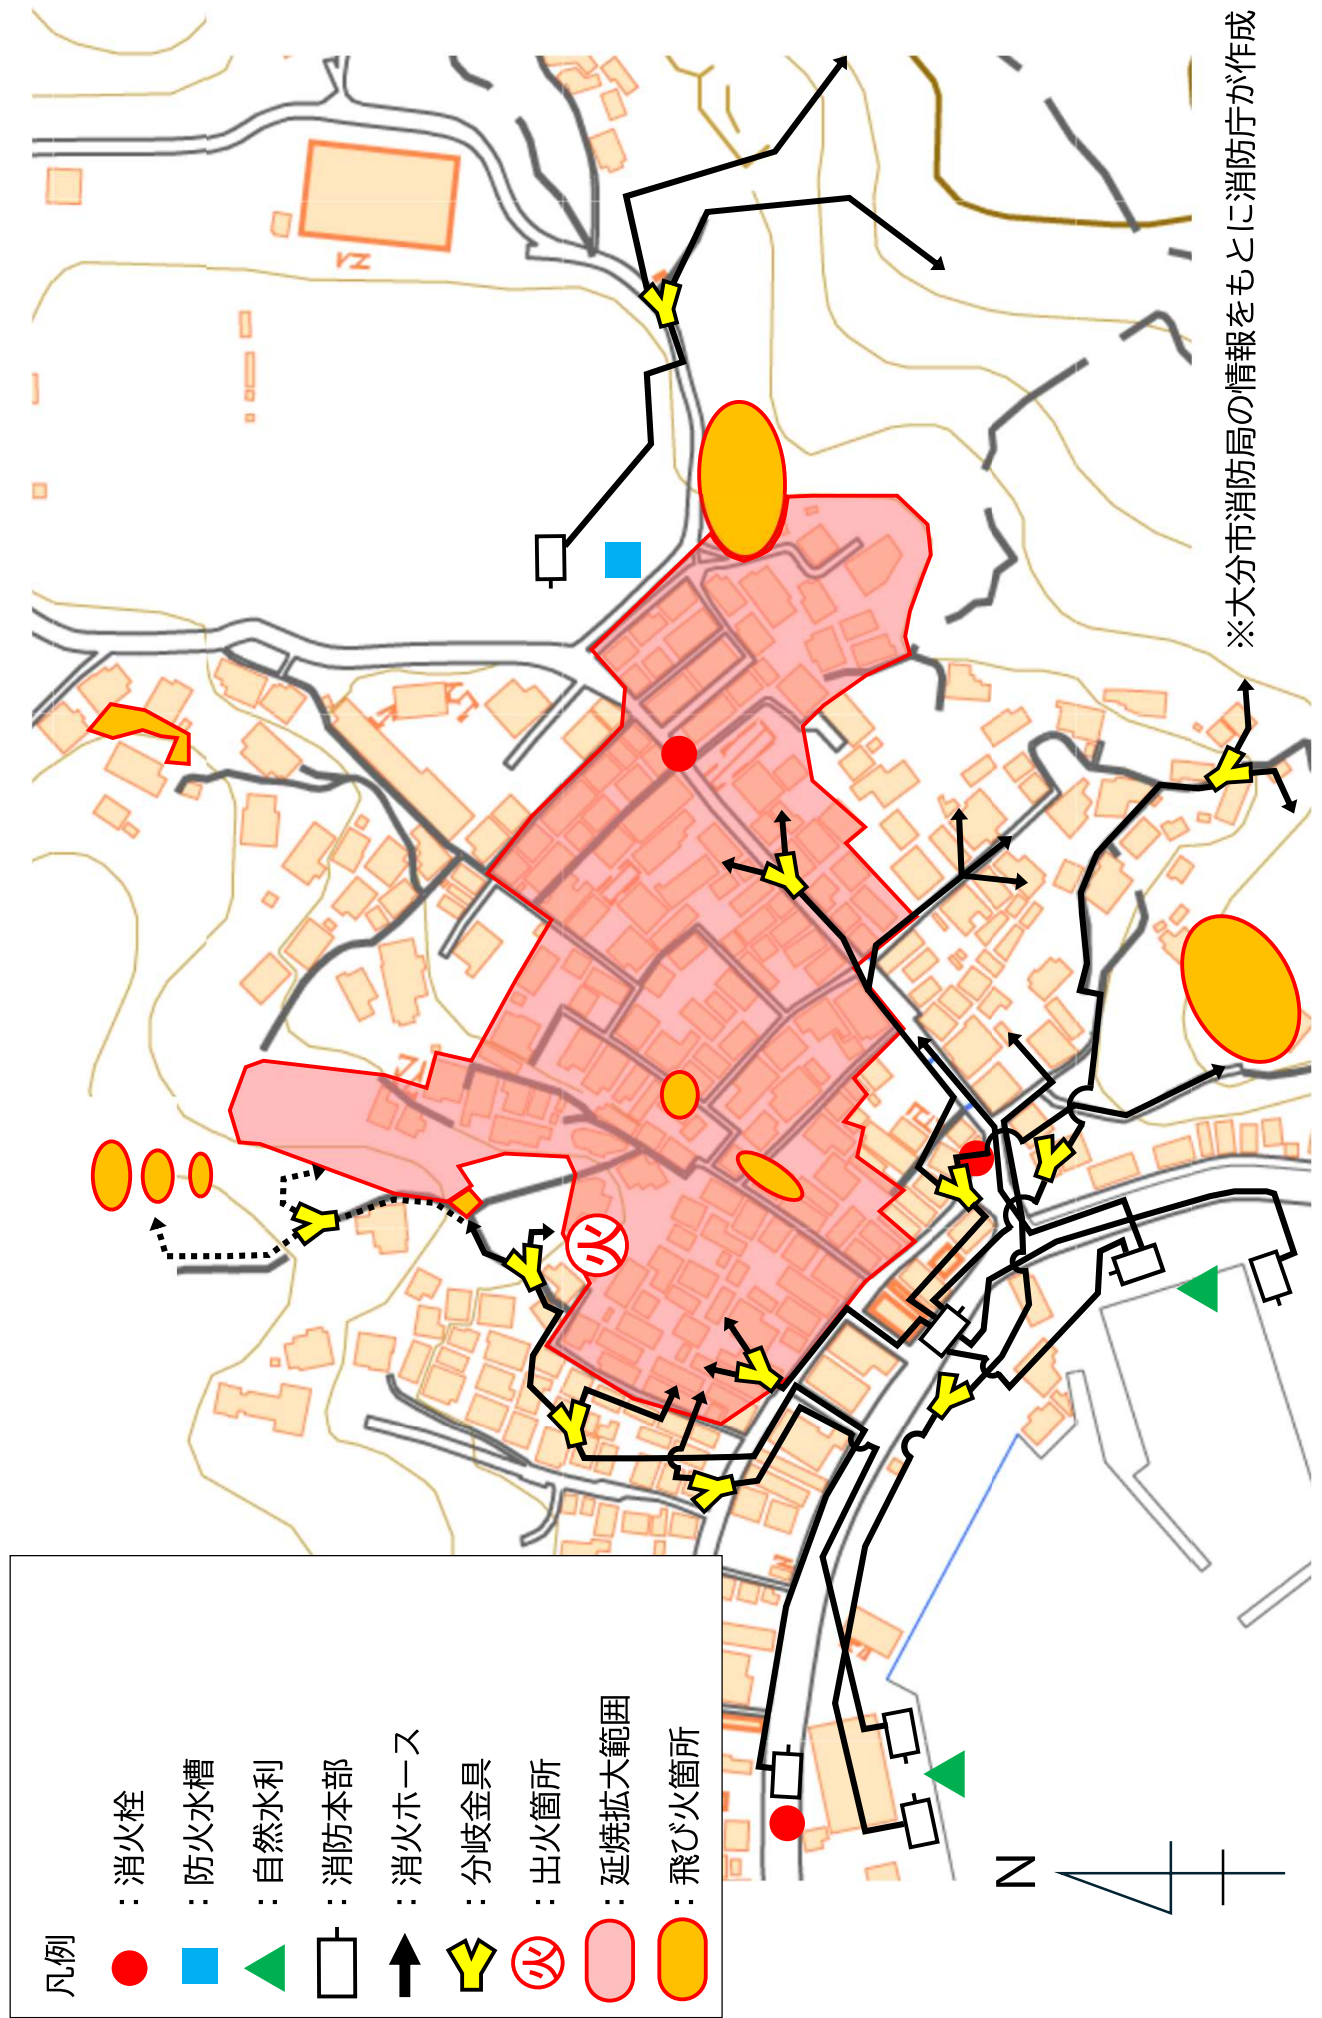 凡例
：消火栓
：防火水槽
：自然水利
：消防本部
：消火ホース
：分岐金具
火：出火箇所
：延焼拡大範囲
：飛び火箇所
火
N
※大分市消防局の情報をもとに消防庁が作成